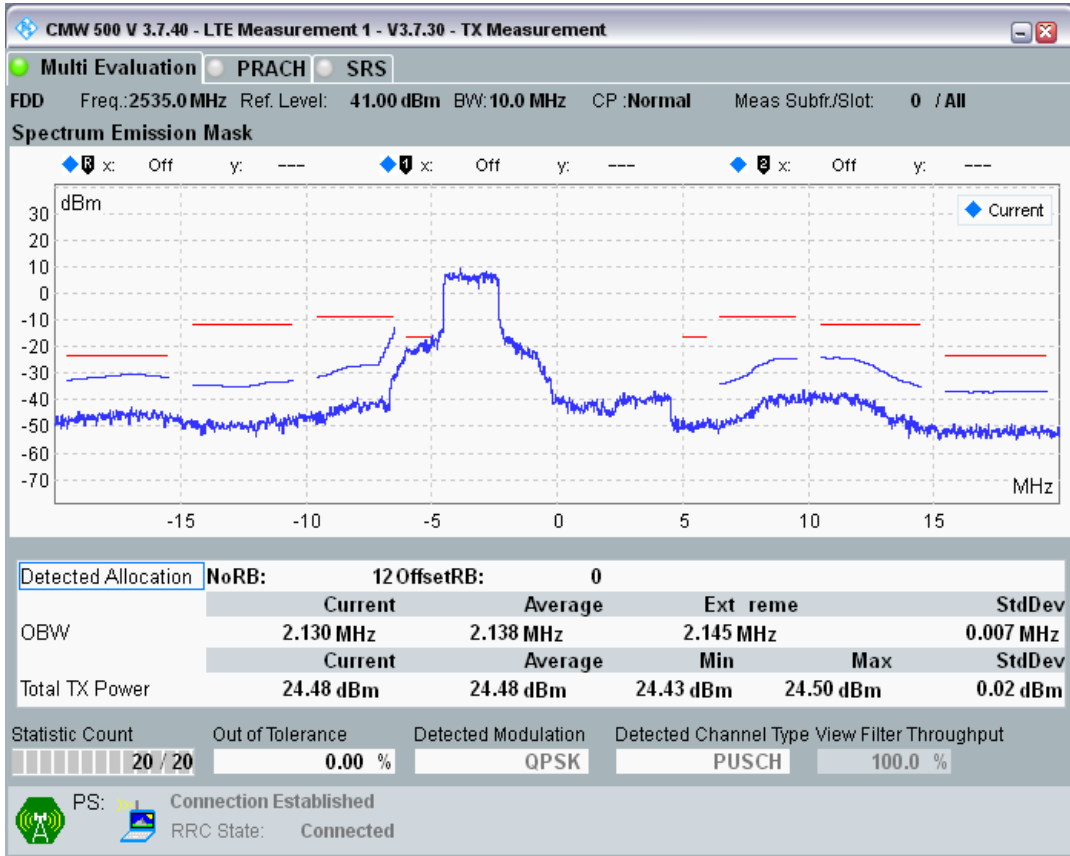 CMW 500 V 3.7.40 - LTE Measurement 1 - V3.7.30 - TX Measurement
Multi Evaluation PRACH SRS
FDD Freq.:2535.0 MHz Ref. Level: 41.00 dBm BW: 10.0 MHz CP :Normal Meas Subfr./Slot: 0 / All
Spectrum Emission Mask
R x: Off y: --- 1 x: Off y: --- 2 x: Off y: ---
dBm
Current
30
20
10
0
-10
-20
-30
-40
-50
-60
-70
MHz
-15 -10 -5 0 5 10 15
Detected Allocation NoRB: 12 OffsetRB: 0
Current Average Ext reme StdDev
OBW 2.130 MHz 2.138 MHz 2.145 MHz 0.007 MHz
Current Average Min Max StdDev
Total TX Power 24.48 dBm 24.48 dBm 24.43 dBm 24.50 dBm 0.02 dBm
Statistic Count Out of Tolerance Detected Modulation Detected Channel Type View Filter Throughput
20 / 20 0.00 % QPSK PUSCH 100.0 %
PS: Connection Established
RRC State: Connected